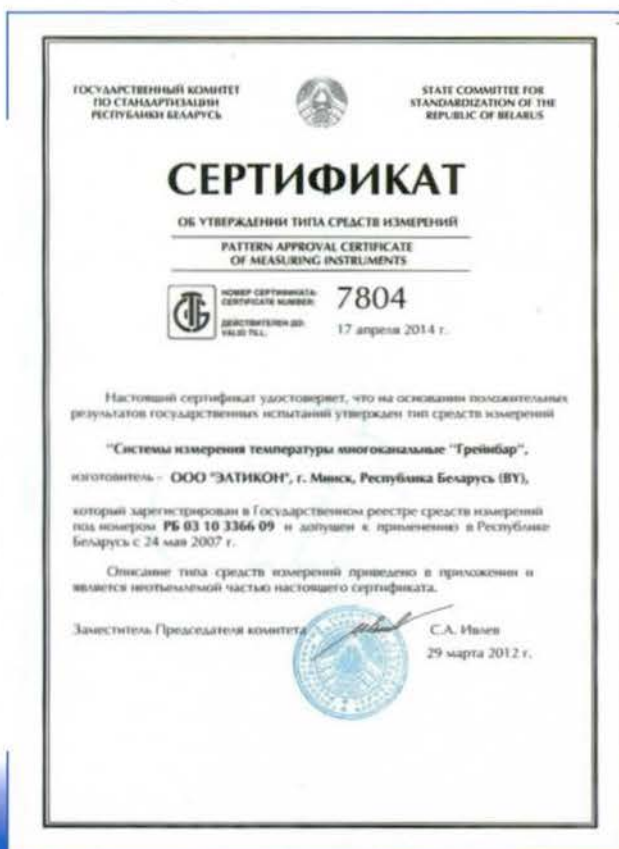 ГОСУДАРСТВЕННЫЙ КОМИТЕТ
ПО СТАНДАРТИЗАЦИИ
РЕСПУБЛИКИ БЕЛАРУСЬ
STATE COMMITTEE FOR
STANDARDIZATION OF THE
REPUBLIC OF BELARUS
СЕРТИФИКАТ
ОБ УТВЕРЖДЕНИИ ТИПА СРЕДСТВ ИЗМЕРЕНИЙ
PATTERN APPROVAL CERTIFICATE
OF MEASURING INSTRUMENTS
НОМЕР СЕРТИФИКАТА:
CERTIFICATE NUMBER:
7804
ДЕЙСТВИТЕЛЕН ДО:
VALID TILL:
17 апреля 2014 г.
Настоящий сертификат удостоверяет, что на основании положительных
результатов государственных испытаний утвержден тип средств измерений
"Системы измерения температуры многоканальные "Грейнбар",
изготовитель - ООО "ЭЛТИКОН", г. Минск, Республика Беларусь (BY),
который зарегистрирован в Государственном реестре средств измерений
под номером РБ 03 10 3366 09 и допущен к применению в Республике
Беларусь с 24 мая 2007 г.
Описание типа средств измерений приведено в приложении и
является неотъемлемой частью настоящего сертификата.
Заместитель Председателя комитета
С.А. Ивлев
29 марта 2012 г.